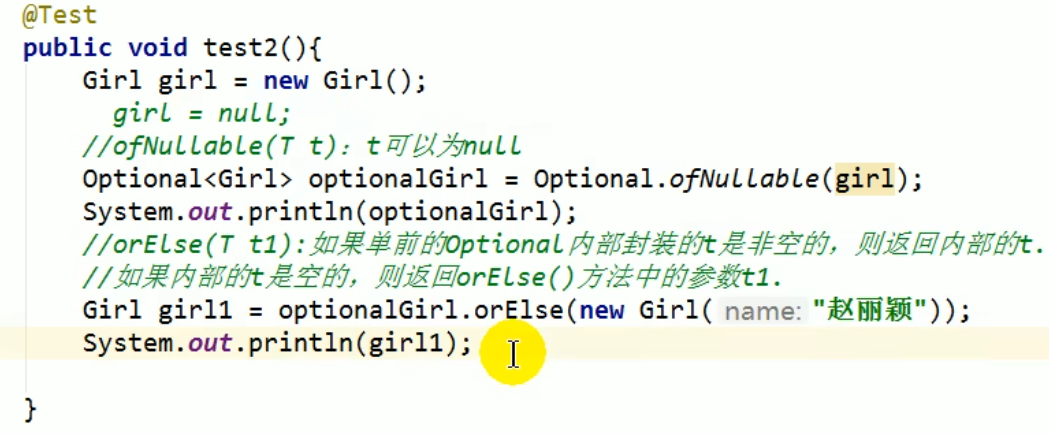 @Test
public void test2(){
Girl girl = new Girl();
girl = null;
//ofNullable(T t)：t可以为null
Optional<Girl> optionalGirl = Optional.ofNullable(girl);
System.out.println(optionalGirl);
//orElse(T t1):如果单前的Optional内部封装的t是非空的，则返回内部的t.
//如果内部的t是空的，则返回orElse()方法中的参数t1.
Girl girl1 = optionalGirl.orElse(new Girl( name: "赵丽颖"));
System.out.println(girl1);
}